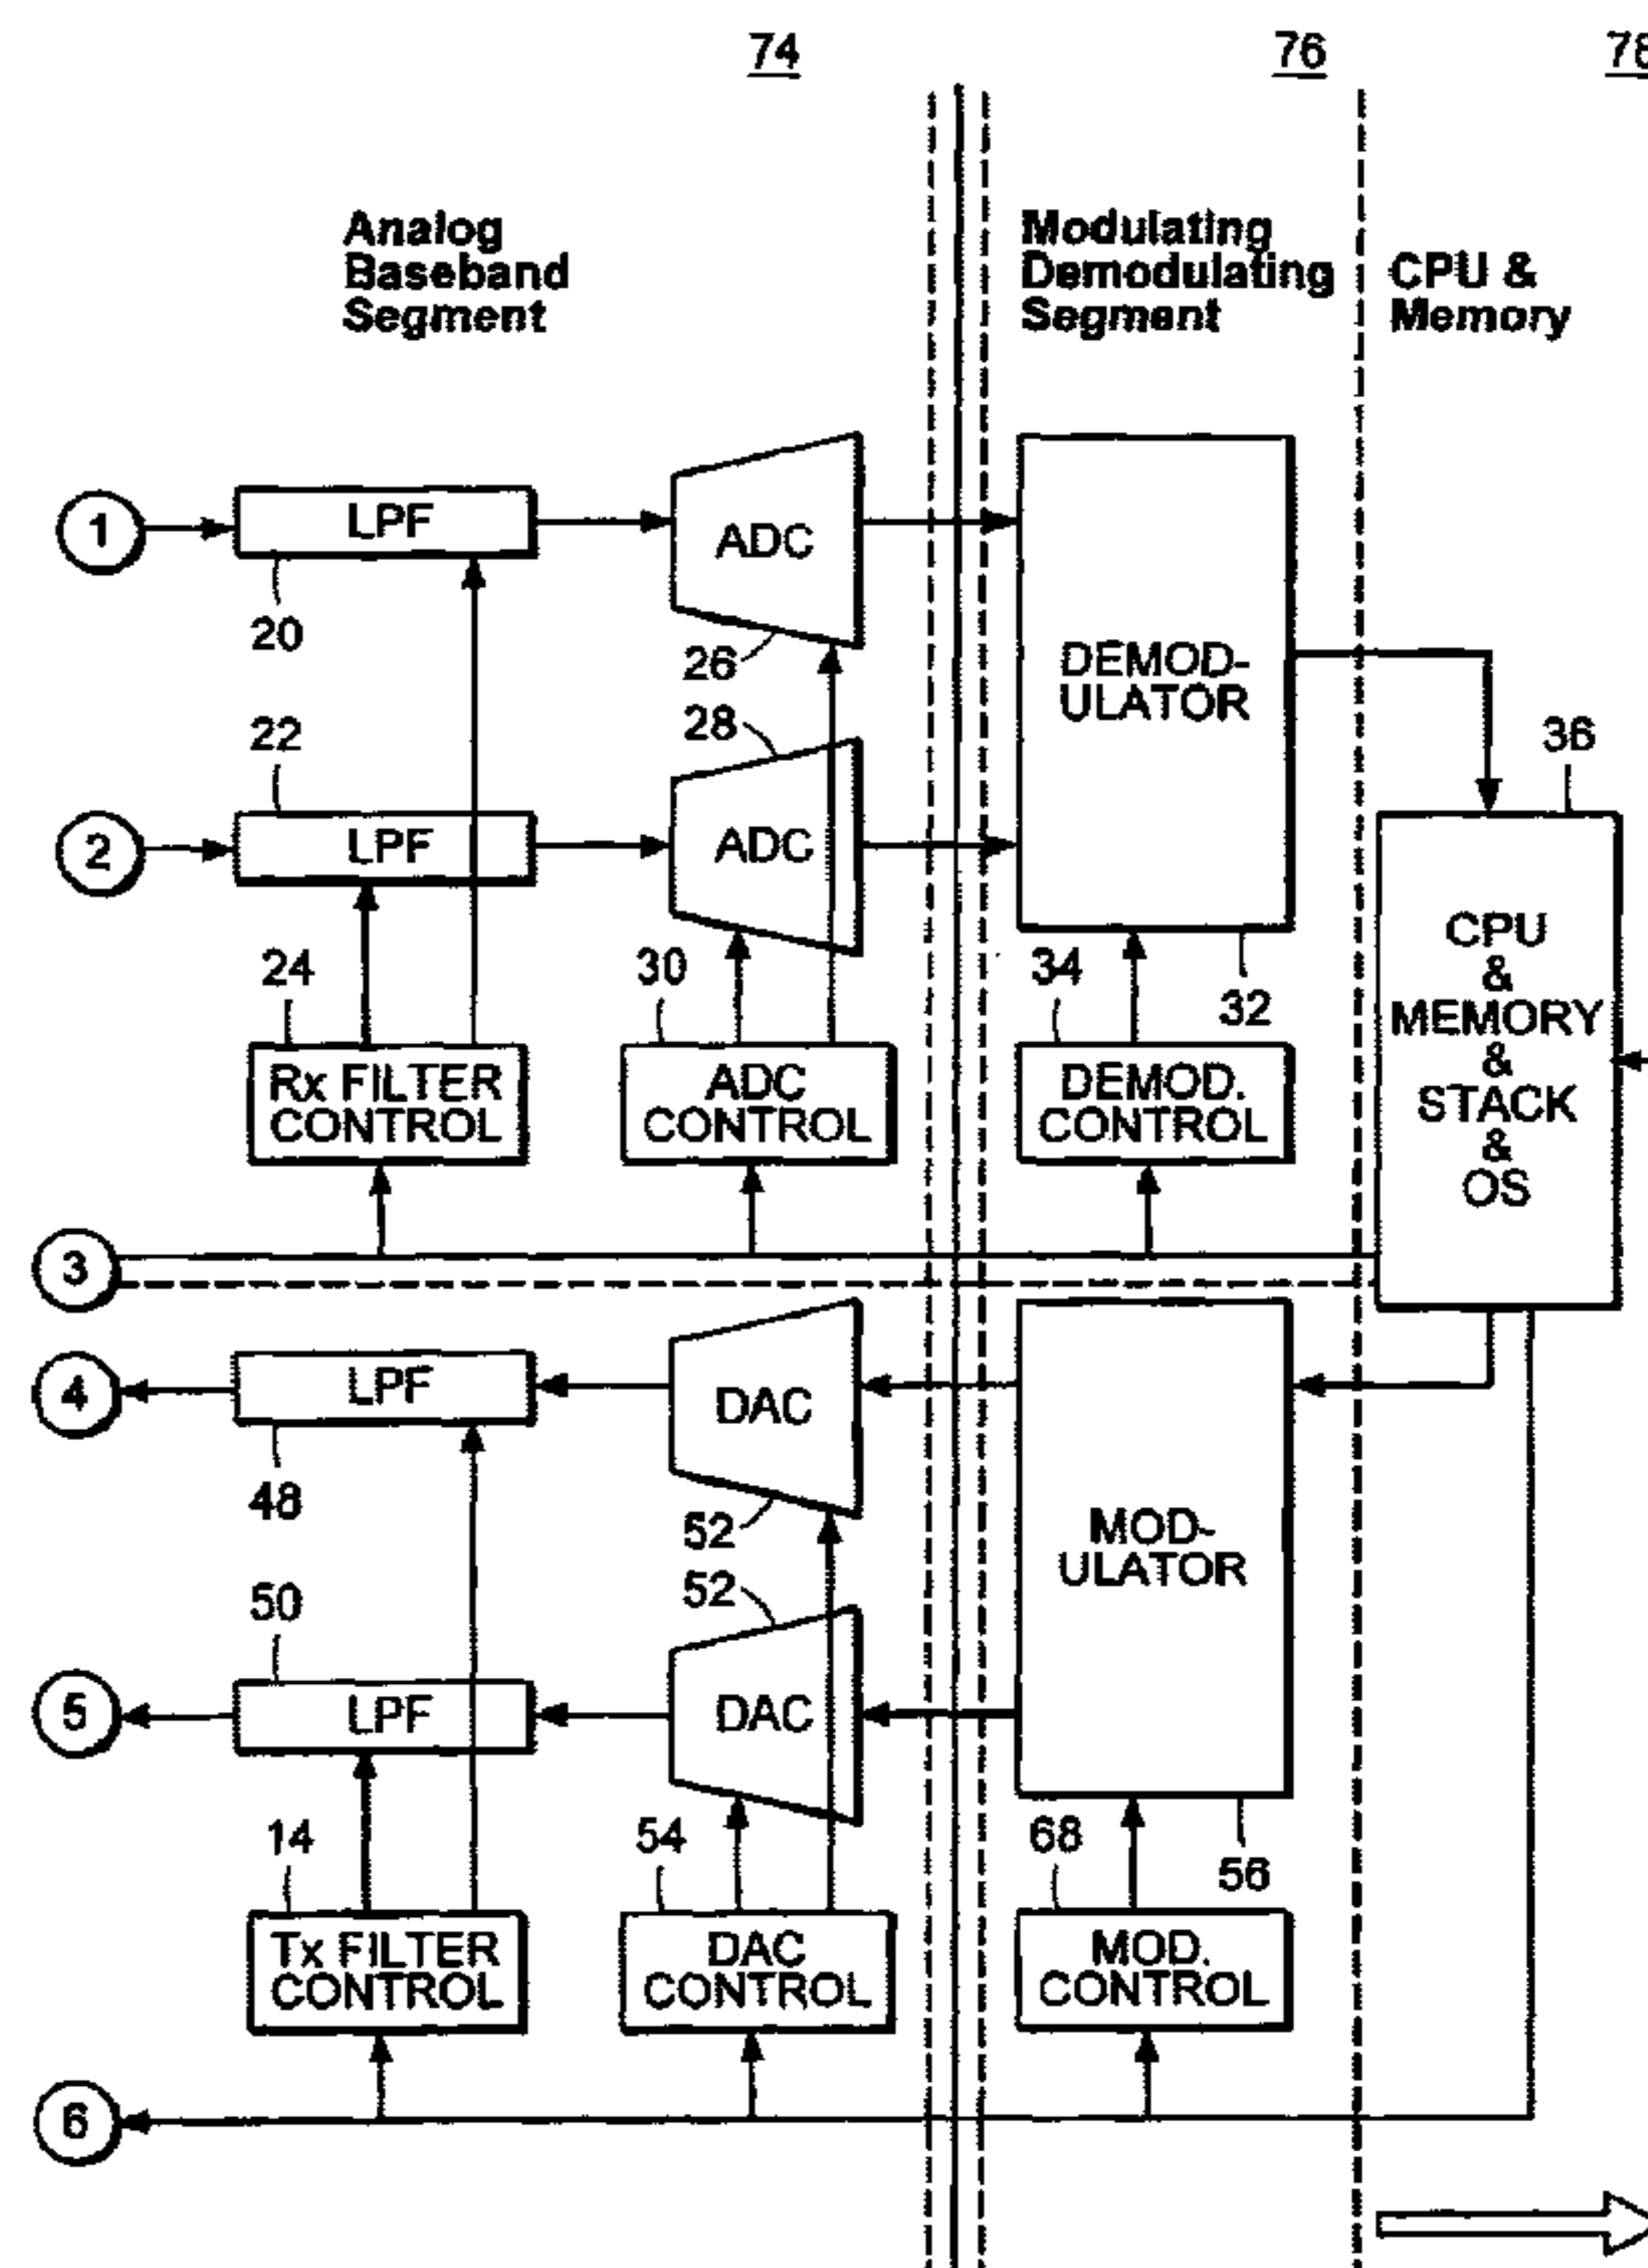 74
76
78
Analog
Baseband
Segment
Modulating
Demodulating
Segment
CPU &
Memory
1
LPF
20
ADC
26
DEMOD-
ULATOR
2
22
LPF
28
ADC
36
CPU
&
MEMORY
&
STACK
&
OS
24
30
34
32
Rx FILTER
CONTROL
ADC
CONTROL
DEMOD.
CONTROL
3
4
LPF
48
DAC
52
MOD-
ULATOR
5
50
LPF
52
DAC
14
54
68
56
Tx FILTER
CONTROL
DAC
CONTROL
MOD.
CONTROL
6